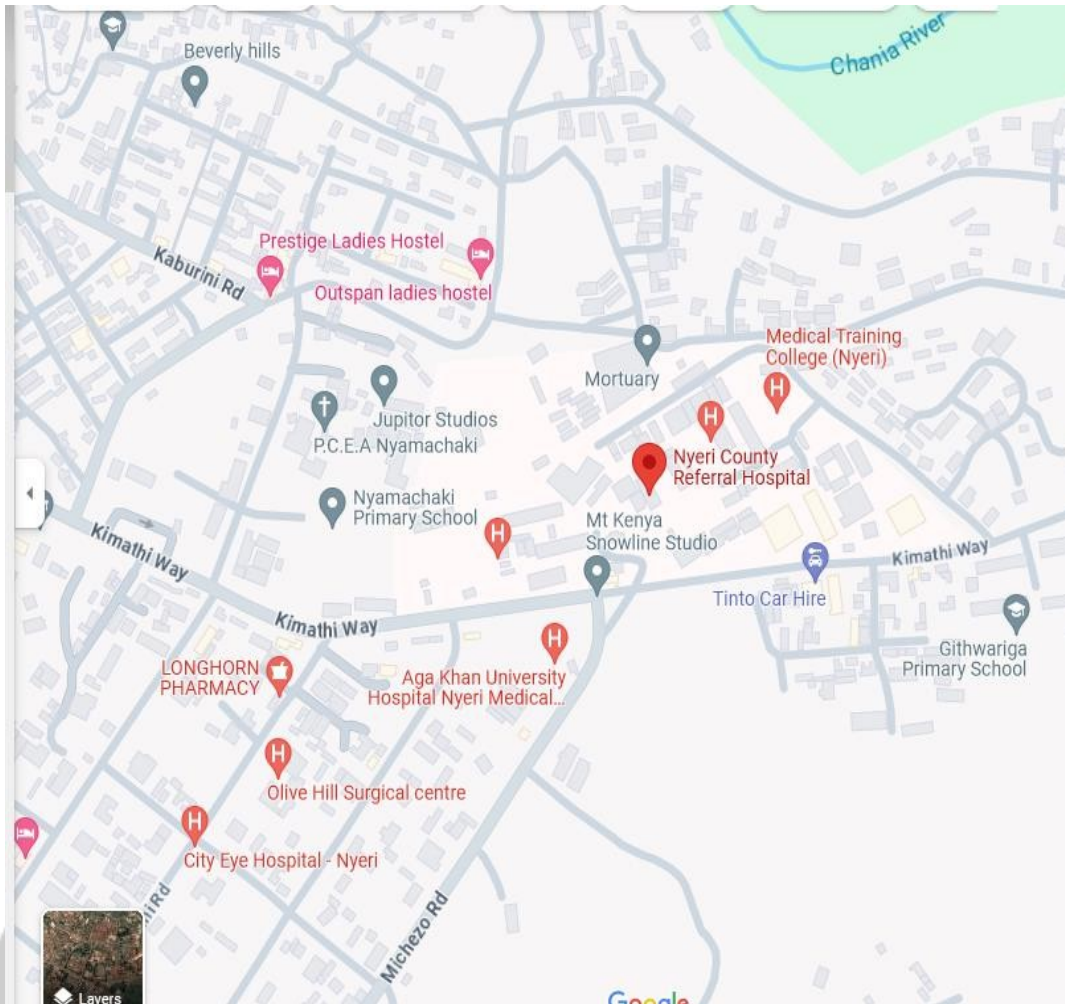 Chania River
Beverly hills
Prestige Ladies Hostel
Kaburini Rd
Outspan ladies hostel
Medical Training
College (Nyeri)
Mortuary
Jupitor Studios
P.C.E.A Nyamachaki
Nyeri County
Referral Hospital
Nyamachaki
Primary School
Mt Kenya
Snowline Studio
Kimathi Way
Kimathi Way
Tinto Car Hire
Kimathi Way
Githwariga
Primary School
LONGHORN
PHARMACY
Aga Khan University
Hospital Nyeri Medical...
Olive Hill Surgical centre
City Eye Hospital - Nyeri
Rd
Michezo Rd
Layers
Google